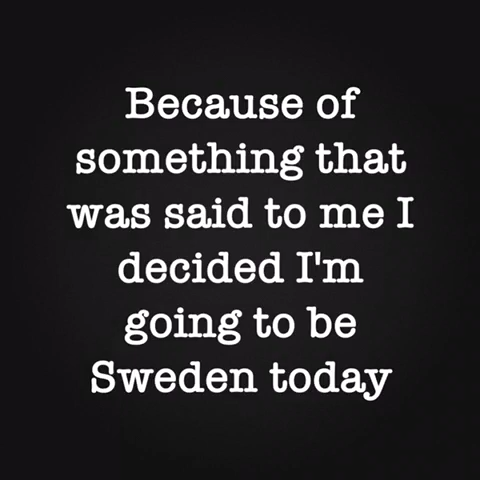 Because of
something that
was said to me I
decided I'm
going to be
Sweden today